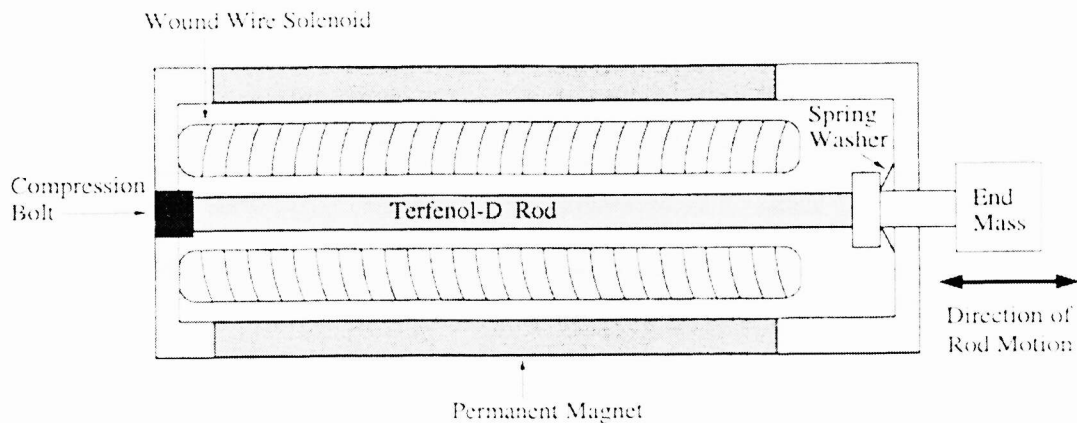 Wound Wire Solenoid
Spring
Washer
Compression
Bolt
Terfenol-D Rod
End
Mass
Direction of
Rod Motion
Permanent Magnet